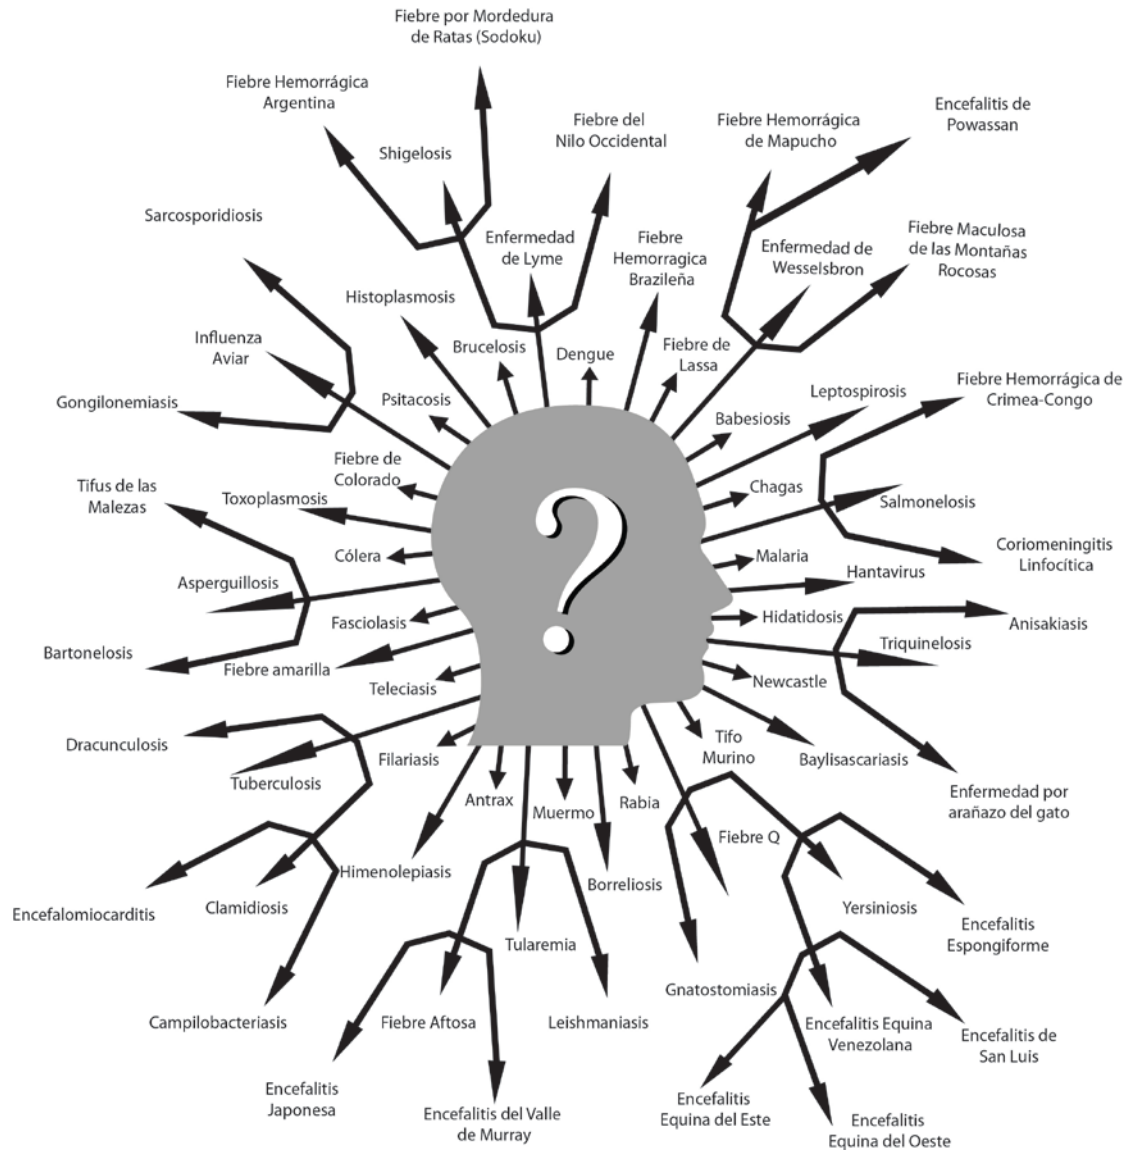 Fiebre por Mordedura
de Ratas (Sodoku)
Fiebre Hemorrágica
Argentina
Shigelosis
Fiebre del
Nilo Occidental
Fiebre Hemorrágica
de Mapucho
Encefalitis de
Powassan
Sarcosporidiosis
Enfermedad
de Lyme
Fiebre
Hemorragica
Brazileña
Enfermedad de
Wesselsbron
Fiebre Maculosa
de las Montañas
Rocosas
Histoplasmosis
Influenza
Aviar
Brucelosis
Dengue
Fiebre de
Lassa
Gongilonemiasis
Psitacosis
Babesiosis
Leptospirosis
Fiebre Hemorrágica de
Crimea-Congo
Fiebre de
Colorado
Tifus de las
Malezas
Toxoplasmosis
Chagas
Salmonelosis
?
Cólera
Malaria
Coriomeningitis
Linfocítica
Asperguillosis
Hantavirus
Fasciolasis
Hidatidosis
Anisakiasis
Bartonelosis
Fiebre amarilla
Triquinelosis
Teleciasis
Newcastle
Dracunculosis
Tuberculosis
Filariasis
Tifo
Murino
Baylisascariasis
Antrax
Muermo
Rabia
Enfermedad por
arañazo del gato
Himenolepiasis
Fiebre Q
Borreliosis
Encefalomiocarditis
Clamidiosis
Yersiniosis
Encefalitis
Espongiforme
Tularemia
Gnatostomiasis
Campilobacteriasis
Fiebre Aftosa
Leishmaniasis
Encefalitis Equina
Venezolana
Encefalitis de
San Luis
Encefalitis
Japonesa
Encefalitis del Valle
de Murray
Encefalitis
Equina del Este
Encefalitis
Equina del Oeste